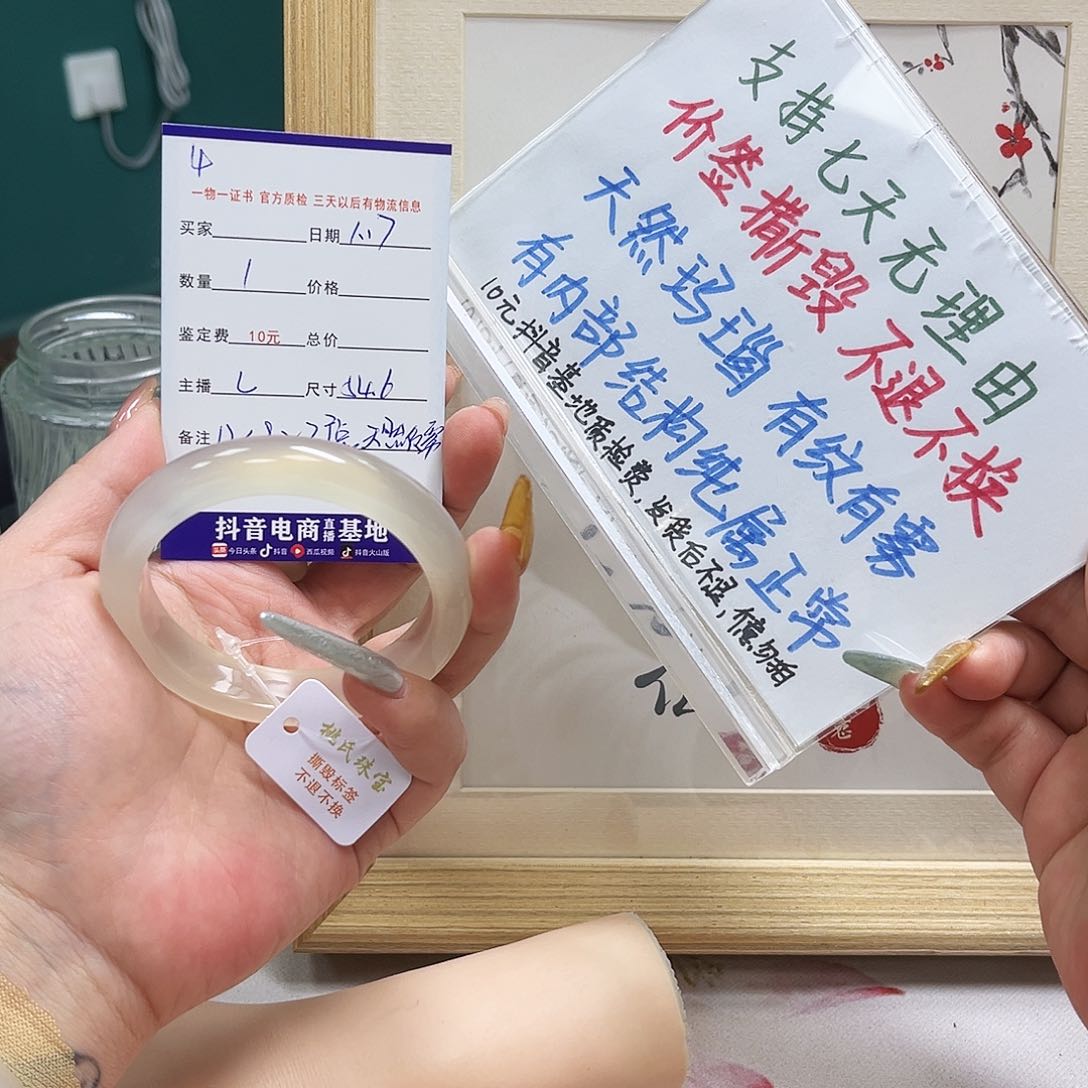 一物一证书 官方质检 三天以后有物流信息
买家 日期 1.7
数量 1 价格
鉴定费 10元 总价
主播 L 尺寸 54.6
备注
抖音电商直播基地
今日头条 抖音 西瓜视频 抖音火山版
姚氏珠宝
撕毁标签
不退不换
支持七天无理由
价签撕毁不退不换
天然玛瑙 有纹有雾
有内部结构纯属正常
10元抖音基地质检费,发货后不退,慎勿拍